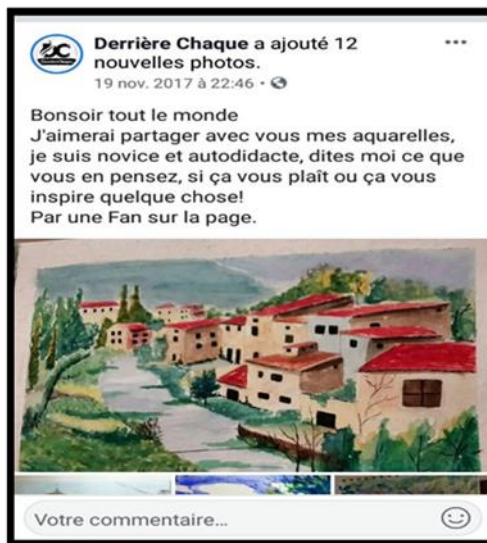 Derrière Chaque a ajouté 12
nouvelles photos.
19 nov. 2017 à 22:46 ·
Bonsoir tout le monde
J'aimerai partager avec vous mes aquarelles,
je suis novice et autodidacte, dites moi ce que
vous en pensez, si ça vous plaît ou ça vous
inspire quelque chose!
Par une Fan sur la page.
Votre commentaire...